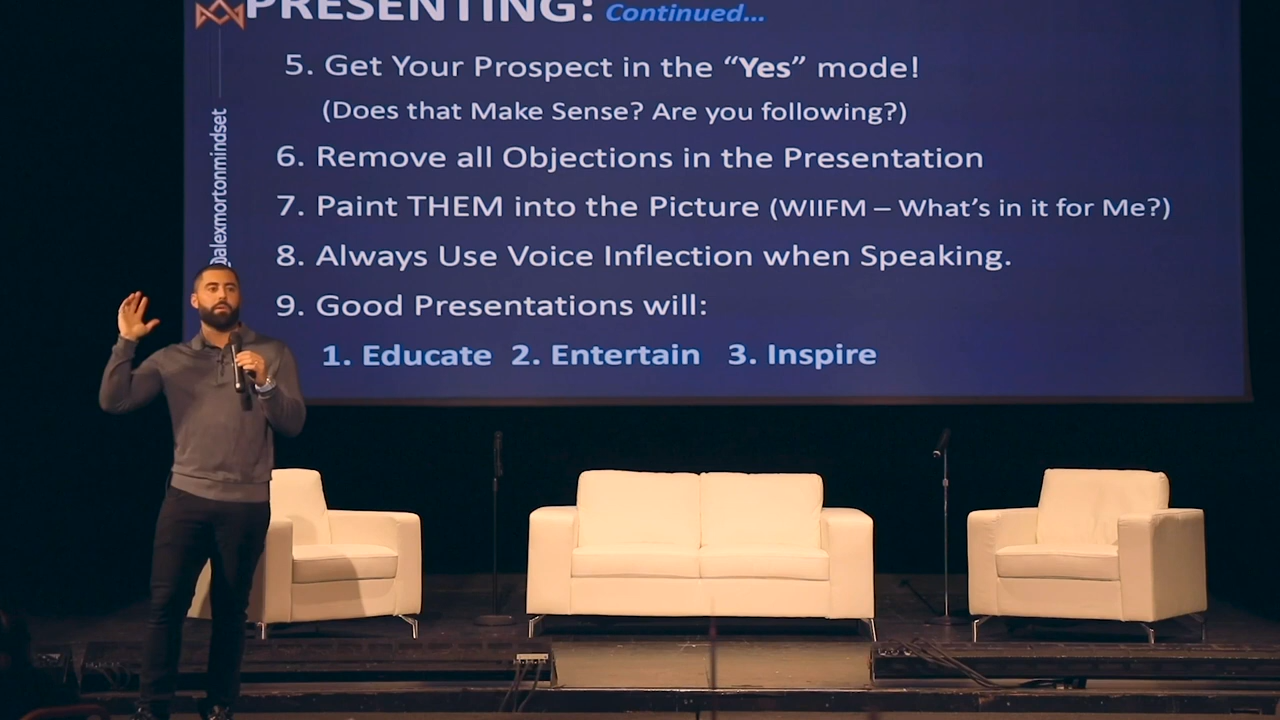 PRESENTING: Continued...
5. Get Your Prospect in the “Yes” mode!
(Does that Make Sense? Are you following?)
6. Remove all Objections in the Presentation
7. Paint THEM into the Picture (WIIFM – What’s in it for Me?)
8. Always Use Voice Inflection when Speaking.
9. Good Presentations will:
1. Educate 2. Entertain 3. Inspire
@alexmortonmindset